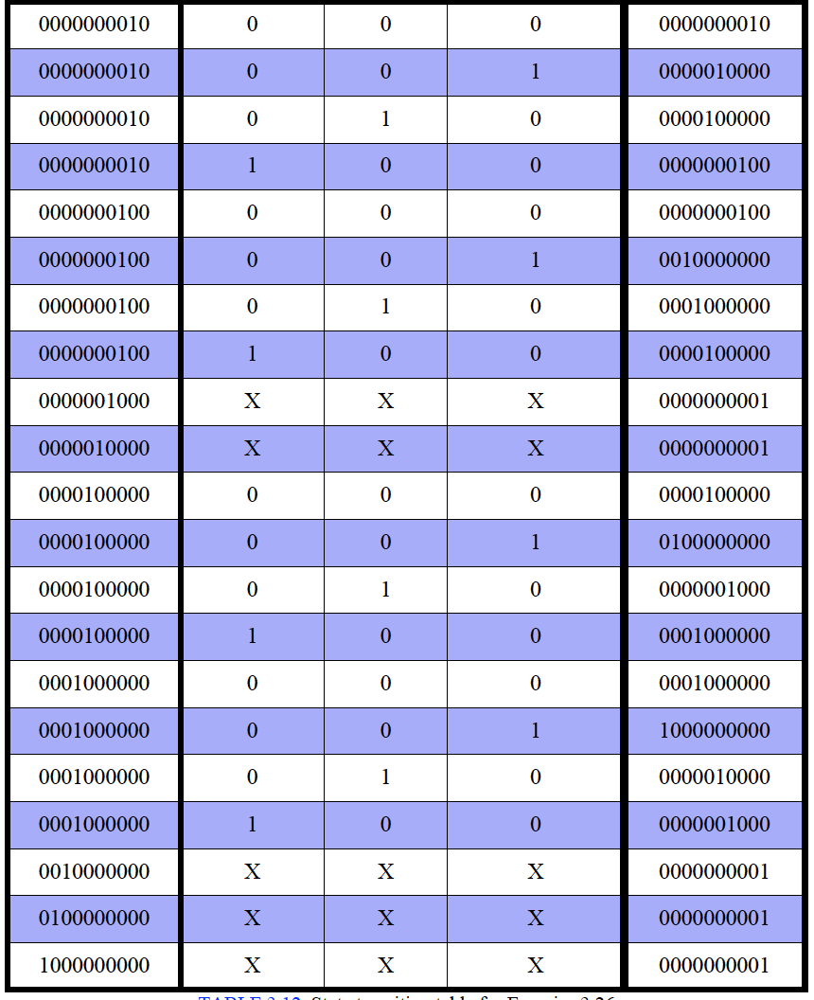 0000000010 0 0 0 0000000010
0000000010 0 0 1 0000010000
0000000010 0 1 0 0000100000
0000000010 1 0 0 0000000100
0000000100 0 0 0 0000000100
0000000100 0 0 1 0010000000
0000000100 0 1 0 0001000000
0000000100 1 0 0 0000100000
0000001000 X X X 0000000001
0000010000 X X X 0000000001
0000100000 0 0 0 0000100000
0000100000 0 0 1 0100000000
0000100000 0 1 0 0000001000
0000100000 1 0 0 0001000000
0001000000 0 0 0 0001000000
0001000000 0 0 1 1000000000
0001000000 0 1 0 0000010000
0001000000 1 0 0 0000001000
0010000000 X X X 0000000001
0100000000 X X X 0000000001
1000000000 X X X 0000000001
TABLE 3.12 State transition table for Exercise 3.26